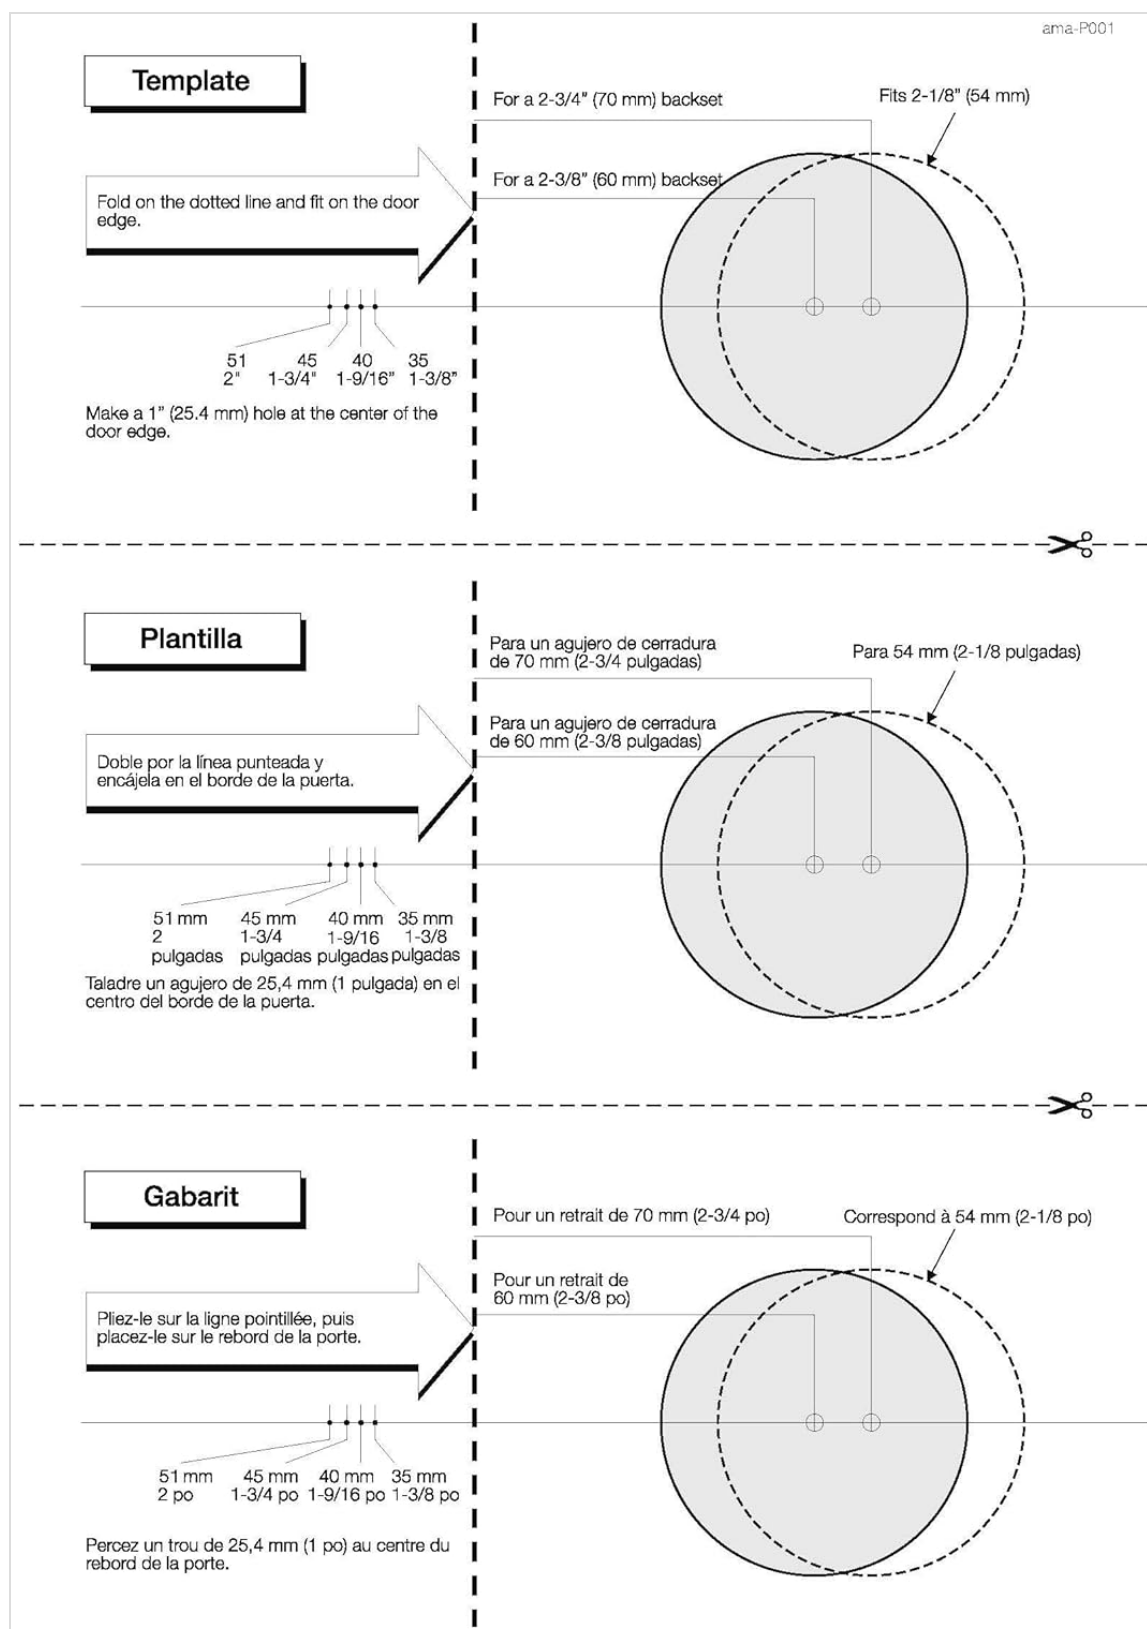 ama-P001
Template
For a 2-3/4" (70 mm) backset
Fits 2-1/8" (54 mm)
For a 2-3/8" (60 mm) backset
Fold on the dotted line and fit on the door
edge.
51 45 40 35
2" 1-3/4" 1-9/16" 1-3/8"
Make a 1" (25.4 mm) hole at the center of the
door edge.
Plantilla
Para un agujero de cerradura
de 70 mm (2-3/4 pulgadas)
Para 54 mm (2-1/8 pulgadas)
Para un agujero de cerradura
de 60 mm (2-3/8 pulgadas)
Doble por la línea punteada y
encájela en el borde de la puerta.
51 mm 45 mm 40 mm 35 mm
2 1-3/4 1-9/16 1-3/8
pulgadas pulgadas pulgadas pulgadas
Taladre un agujero de 25,4 mm (1 pulgada) en el
centro del borde de la puerta.
Gabarit
Pour un retrait de 70 mm (2-3/4 po)
Correspond à 54 mm (2-1/8 po)
Pour un retrait de
60 mm (2-3/8 po)
Pliez-le sur la ligne pointillée, puis
placez-le sur le rebord de la porte.
51 mm 45 mm 40 mm 35 mm
2 po 1-3/4 po 1-9/16 po 1-3/8 po
Percez un trou de 25,4 mm (1 po) au centre du
rebord de la porte.